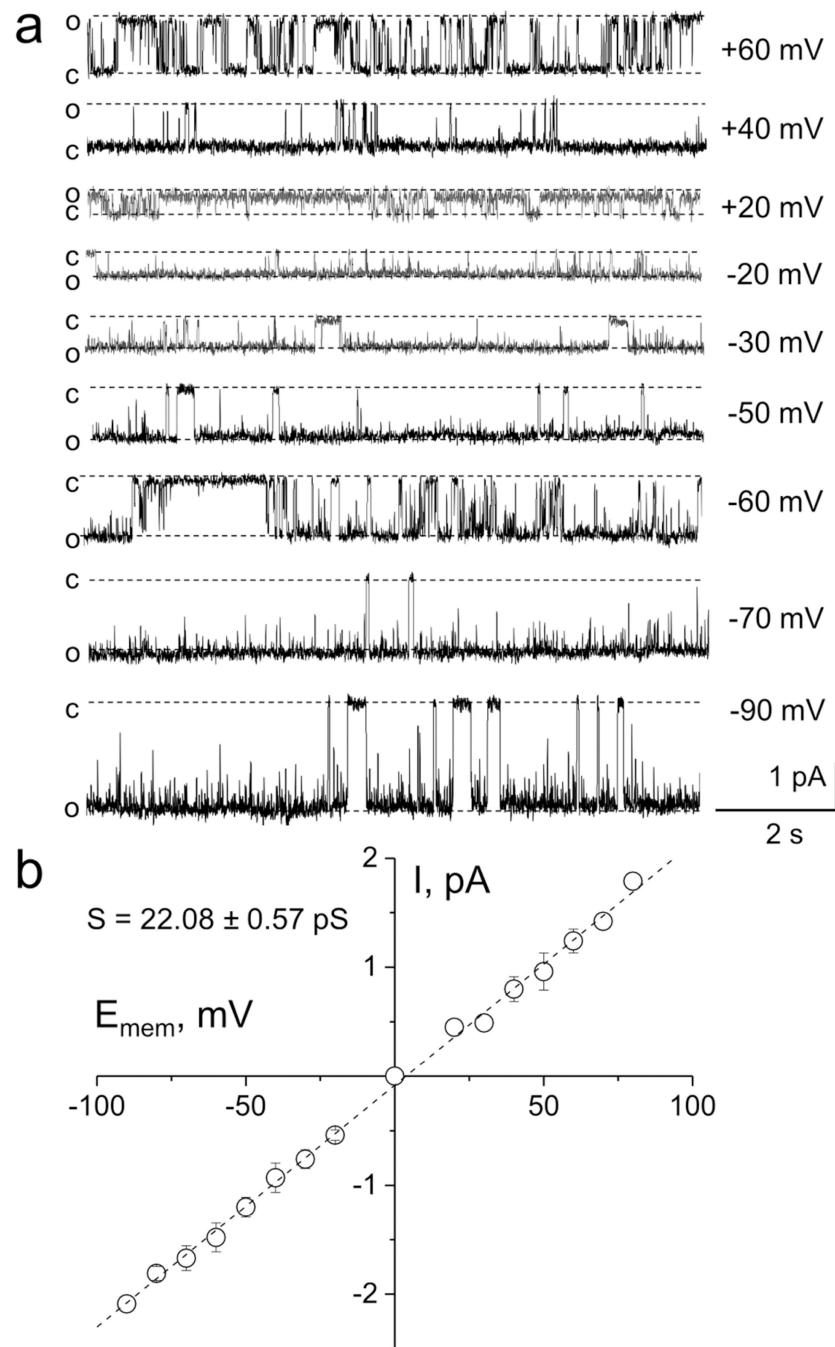 a
o
c
+60 mV
o
c
+40 mV
o
c
+20 mV
c
o
-20 mV
c
o
-30 mV
c
o
-50 mV
c
o
-60 mV
c
o
-70 mV
c
o
-90 mV
1 pA
2 s
b
2
I, pA
S = 22.08 ± 0.57 pS
1
Emem, mV
-100
-50
50
100
-1
-2